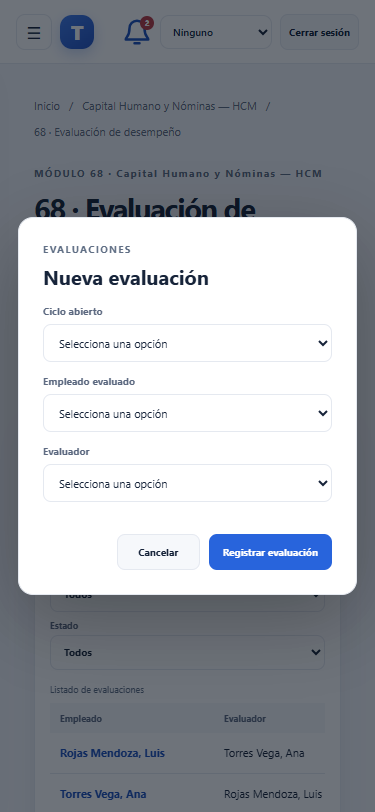 ☰ T 2 Ninguno Cerrar sesión
Inicio / Capital Humano y Nóminas — HCM /
68 · Evaluación de desempeño
MÓDULO 68 · Capital Humano y Nóminas — HCM
68 · Evaluación de
EVALUACIONES
Nueva evaluación
Ciclo abierto
Selecciona una opción
Empleado evaluado
Selecciona una opción
Evaluador
Selecciona una opción
Cancelar Registrar evaluación
Todos
Estado
Todos
Listado de evaluaciones
Empleado Evaluador
Rojas Mendoza, Luis Torres Vega, Ana
Torres Vega, Ana Rojas Mendoza, Luis